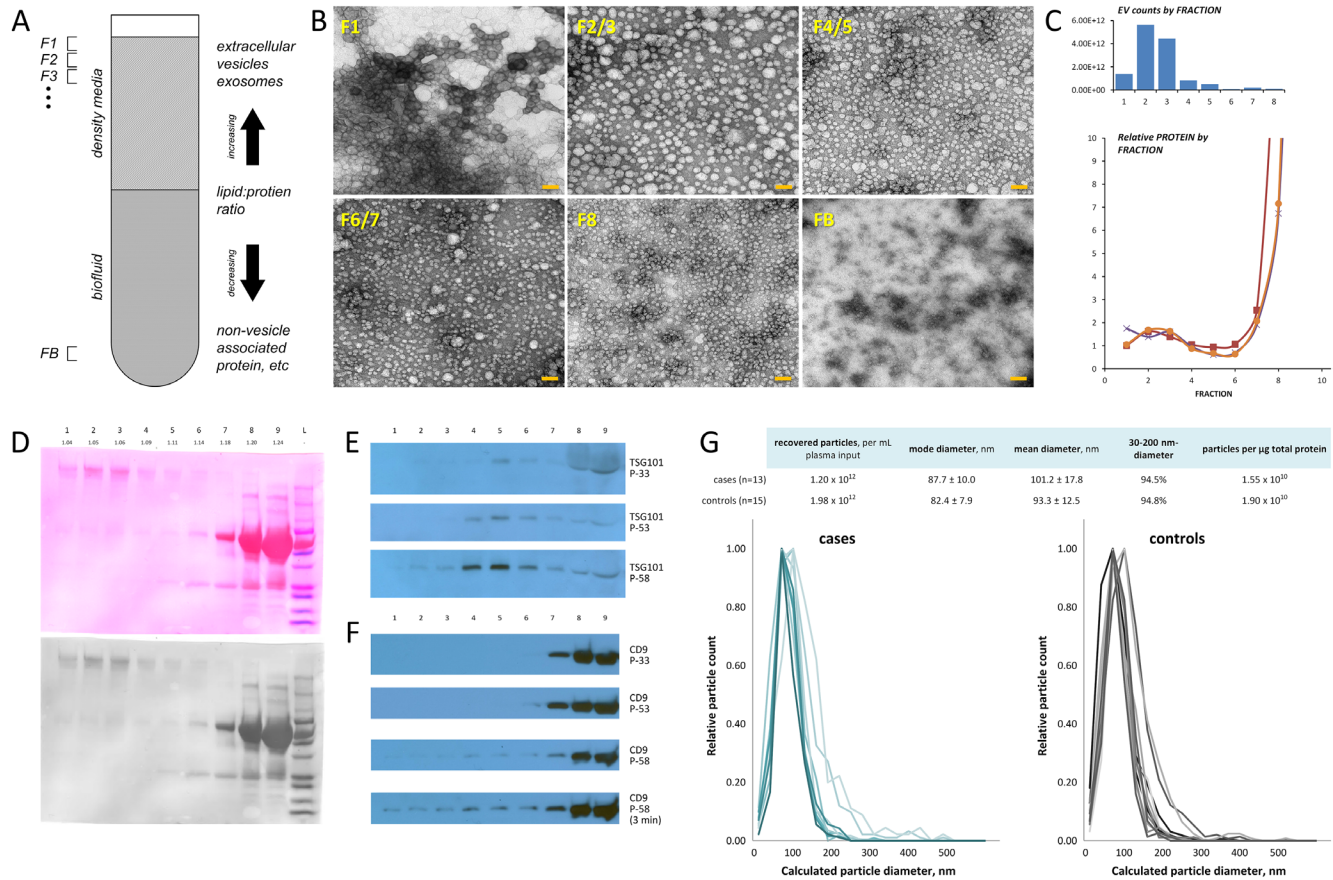 A
F1
F2
F3
density media
biofluid
FB
extracellular
vesicles
exosomes
increasing
lipid:protien
ratio
decreasing
non-vesicle
associated
protein, etc
B
F1
F2/3
F4/5
F6/7
F8
FB
C
EV counts by FRACTION
6.00E+12
4.00E+12
2.00E+12
0.00E+00
1 2 3 4 5 6 7 8
Relative PROTEIN by
FRACTION
10
9
8
7
6
5
4
3
2
1
0
0 2 4 6 8 10
FRACTION
D
1 2 3 4 5 6 7 8 9 L
1.04 1.05 1.06 1.09 1.11 1.14 1.18 1.20 1.24 -
E
1 2 3 4 5 6 7 8 9
TSG101
P-33
TSG101
P-53
TSG101
P-58
F
1 2 3 4 5 6 7 8 9
CD9
P-33
CD9
P-53
CD9
P-58
CD9
P-58
(3 min)
G
recovered particles, per mL
plasma input
mode diameter, nm
mean diameter, nm
30-200 nm-
diameter
particles per µg total protein
cases (n=13) 1.20 x 10¹² 87.7 ± 10.0 101.2 ± 17.8 94.5% 1.55 x 10¹⁰
controls (n=15) 1.98 x 10¹² 82.4 ± 7.9 93.3 ± 12.5 94.8% 1.90 x 10¹⁰
cases
Relative particle count
1.00
0.80
0.60
0.40
0.20
0.00
0 100 200 300 400 500
Calculated particle diameter, nm
controls
Relative particle count
1.00
0.80
0.60
0.40
0.20
0.00
0 100 200 300 400 500
Calculated particle diameter, nm